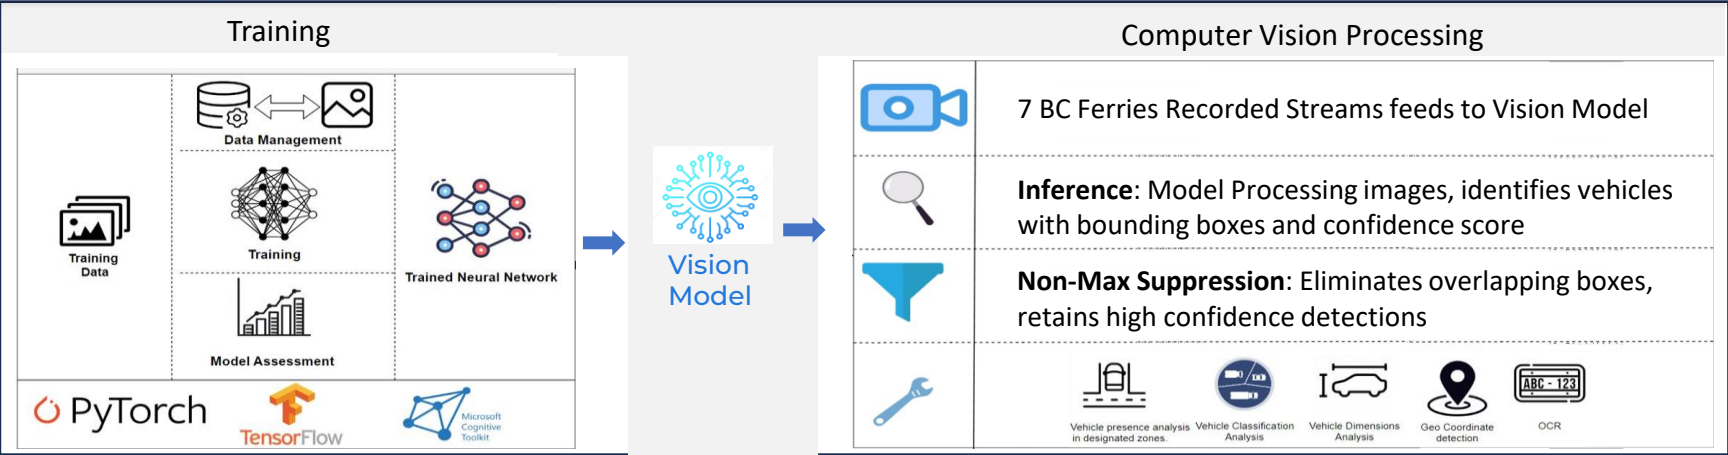 Training
Computer Vision Processing
Data Management
Training
Data
Training
Model Assessment
Trained Neural Network
PyTorch
TensorFlow
Microsoft
Cognitive
Toolkit
Vision
Model
7 BC Ferries Recorded Streams feeds to Vision Model
Inference: Model Processing images, identifies vehicles
with bounding boxes and confidence score
Non-Max Suppression: Eliminates overlapping boxes,
retains high confidence detections
Vehicle presence analysis
in designated zones.
Vehicle Classification
Analysis
Vehicle Dimensions
Analysis
Geo Coordinate
detection
ABC - 123
OCR